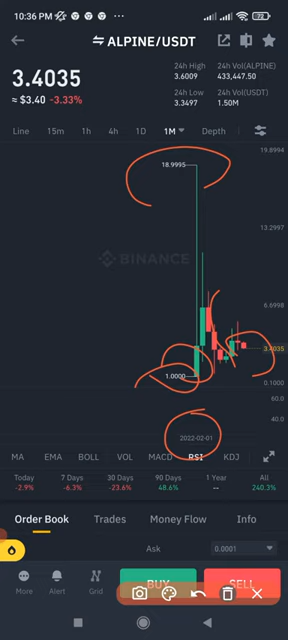 10:36 PM
72
ALPINE/USDT
3.4035
≈ $3.40 -3.33%
24h High
3.6009
24h Vol(ALPINE)
433,447.50
24h Low
3.3497
24h Vol(USDT)
1.50M
Line 15m 1h 4h 1D 1M Depth
19.8994
18.9995
13.2997
BINANCE
6.6998
3.4035
1.0000
0.1000
60.0
40.0
2022-02-01
MA EMA BOLL VOL MACD RSI KDJ
Today 7 Days 30 Days 90 Days 1 Year All
-2.9% -6.3% -23.6% 48.6% -- 240.3%
Order Book Trades Money Flow Info
Ask 0.0001
More Alert Grid BUY SELL